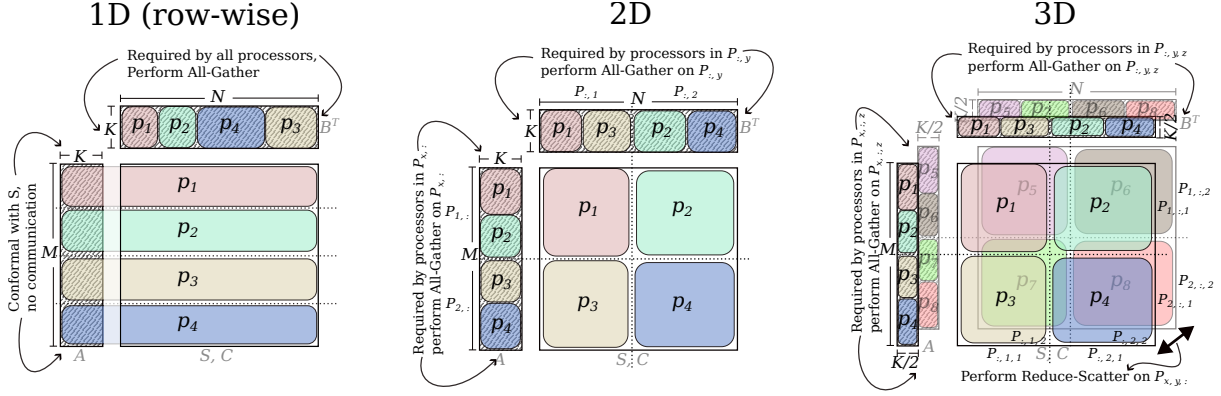 1D (row-wise)
Required by all processors,
Perform All-Gather
N
K
p1 p2 p4 p3
B^T
K
Conformal with S,
no communication
M
p1
p2
p3
p4
A
S, C
2D
Required by processors in P:,y
perform All-Gather on P:,y
P:,1 N P:,2
K
p1 p3 p2 p4
B^T
K
Required by processors in Px,:
perform All-Gather on Px,:
P1,:
M
P2,:
p1
p2
p3
p4
A
p1 p2
p3 p4
S, C
3D
Required by processors in P:,y,z
perform All-Gather on P:,y,z
N
K/2
p5 p7 p6 p8
p1 p3 p2 p4
K/2
B^T
K/2
Required by processors in Px,:,z
perform All-Gather on Px,:,z
M
p1
p2
p3
p4
p5
p6
p7
p8
K/2
A
p5 p6
p1 p2
p7 p8
p3 p4
P1,:,2
P1,:,1
P2,:,2
P2,:,1
P:,1,2 P:,2,2
P:,1,1 S, C P:,2,1
Perform Reduce-Scatter on Px,y,: